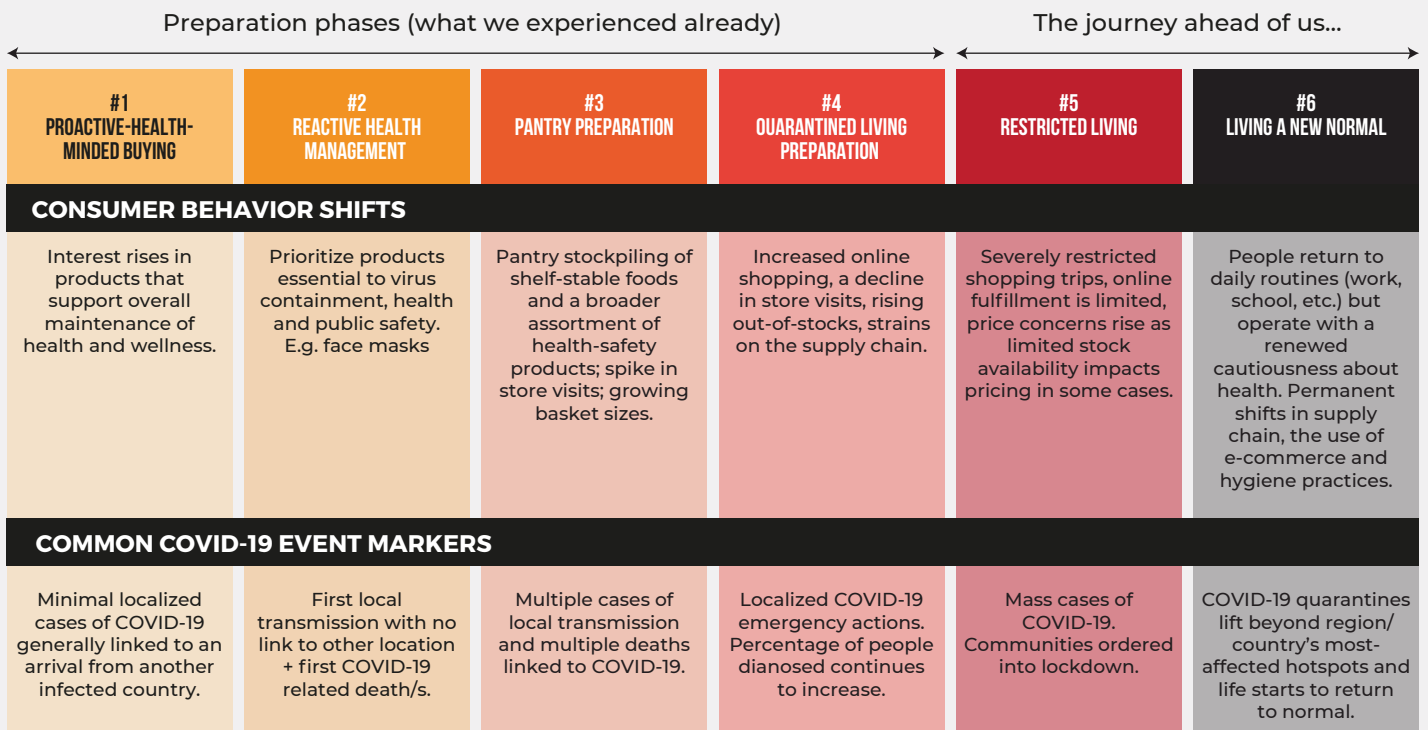 Preparation phases (what we experienced already)
The journey ahead of us...
#1
PROACTIVE-HEALTH-
MINDED BUYING
#2
REACTIVE HEALTH
MANAGEMENT
#3
PANTRY PREPARATION
#4
QUARANTINED LIVING
PREPARATION
#5
RESTRICTED LIVING
#6
LIVING A NEW NORMAL
CONSUMER BEHAVIOR SHIFTS
Interest rises in
products that
support overall
maintenance of
health and wellness.
Prioritize products
essential to virus
containment, health
and public safety.
E.g. face masks
Pantry stockpiling of
shelf-stable foods
and a broader
assortment of
health-safety
products; spike in
store visits; growing
basket sizes.
Increased online
shopping, a decline
in store visits, rising
out-of-stocks, strains
on the supply chain.
Severely restricted
shopping trips, online
fulfillment is limited,
price concerns rise as
limited stock
availability impacts
pricing in some cases.
People return to
daily routines (work,
school, etc.) but
operate with a
renewed
cautiousness about
health. Permanent
shifts in supply
chain, the use of
e-commerce and
hygiene practices.
COMMON COVID-19 EVENT MARKERS
Minimal localized
cases of COVID-19
generally linked to an
arrival from another
infected country.
First local
transmission with no
link to other location
+ first COVID-19
related death/s.
Multiple cases of
local transmission
and multiple deaths
linked to COVID-19.
Localized COVID-19
emergency actions.
Percentage of people
dianosed continues
to increase.
Mass cases of
COVID-19.
Communities ordered
into lockdown.
COVID-19 quarantines
lift beyond region/
country's most-
affected hotspots and
life starts to return
to normal.